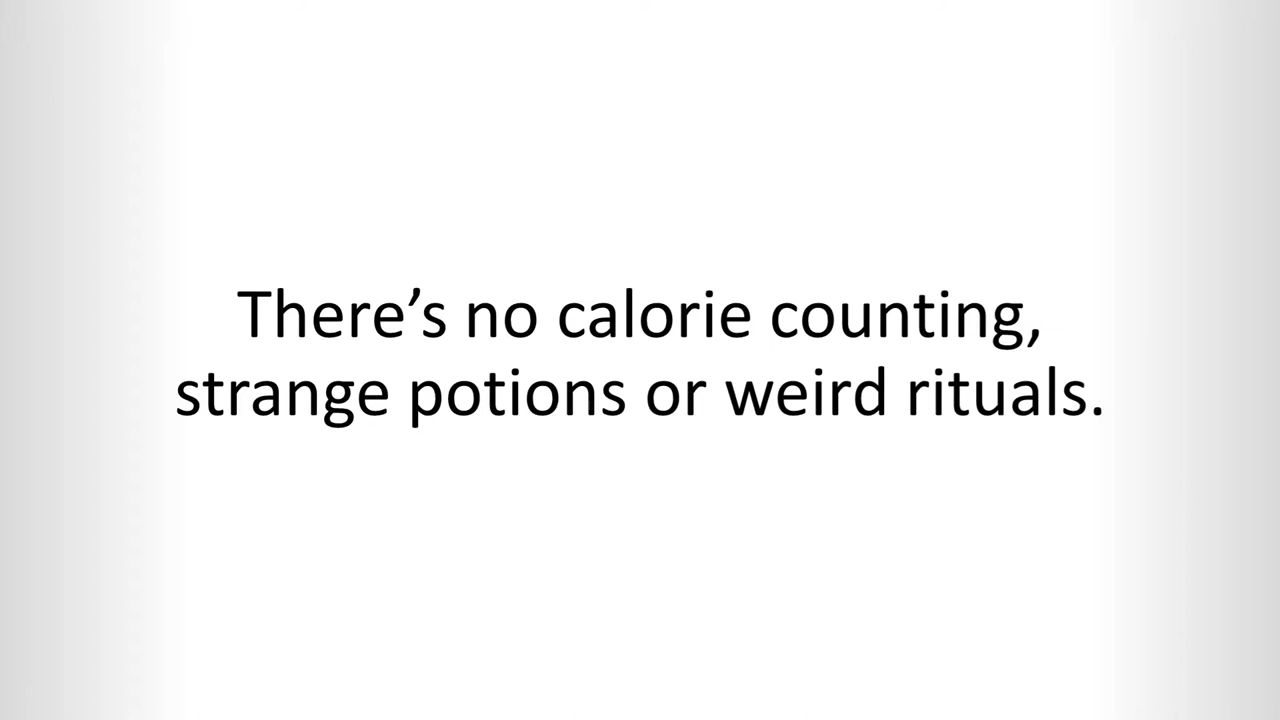 There’s no calorie counting,
strange potions or weird rituals.